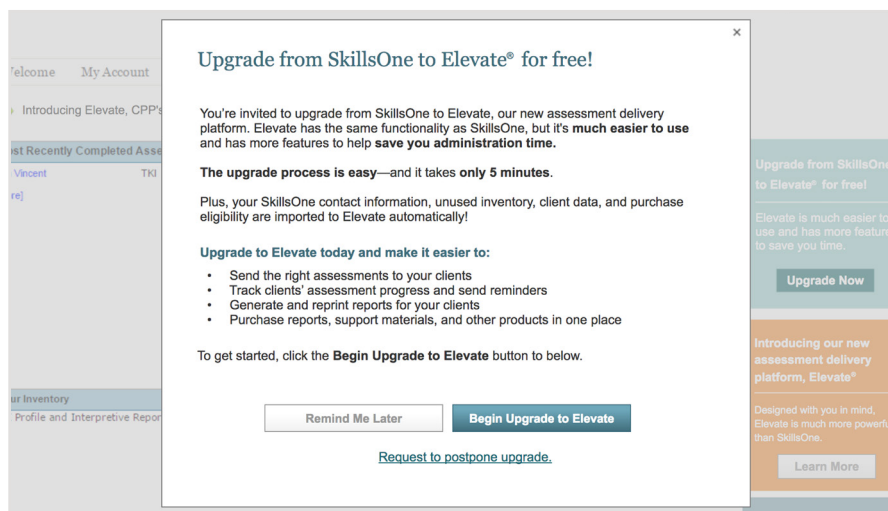 ×
Upgrade from SkillsOne to Elevate® for free!
You're invited to upgrade from SkillsOne to Elevate, our new assessment delivery
platform. Elevate has the same functionality as SkillsOne, but it's much easier to use
and has more features to help save you administration time.
The upgrade process is easy—and it takes only 5 minutes.
Plus, your SkillsOne contact information, unused inventory, client data, and purchase
eligibility are imported to Elevate automatically!
Upgrade to Elevate today and make it easier to:
• Send the right assessments to your clients
• Track clients' assessment progress and send reminders
• Generate and reprint reports for your clients
• Purchase reports, support materials, and other products in one place
To get started, click the Begin Upgrade to Elevate button to below.
Remind Me Later
Begin Upgrade to Elevate
Request to postpone upgrade.
elcome My Account
Introducing Elevate, CPP's
st Recently Completed Asse
Vincent TKI
re]
ur Inventory
Profile and Interpretive Repor
Upgrade from SkillsOne
to Elevate® for free!
Elevate is much easier to
use and has more featur
to save you time.
Upgrade Now
Introducing our new
assessment delivery
platform, Elevate®
Designed with you in mind,
Elevate is much more powerfu
than SkillsOne.
Learn More